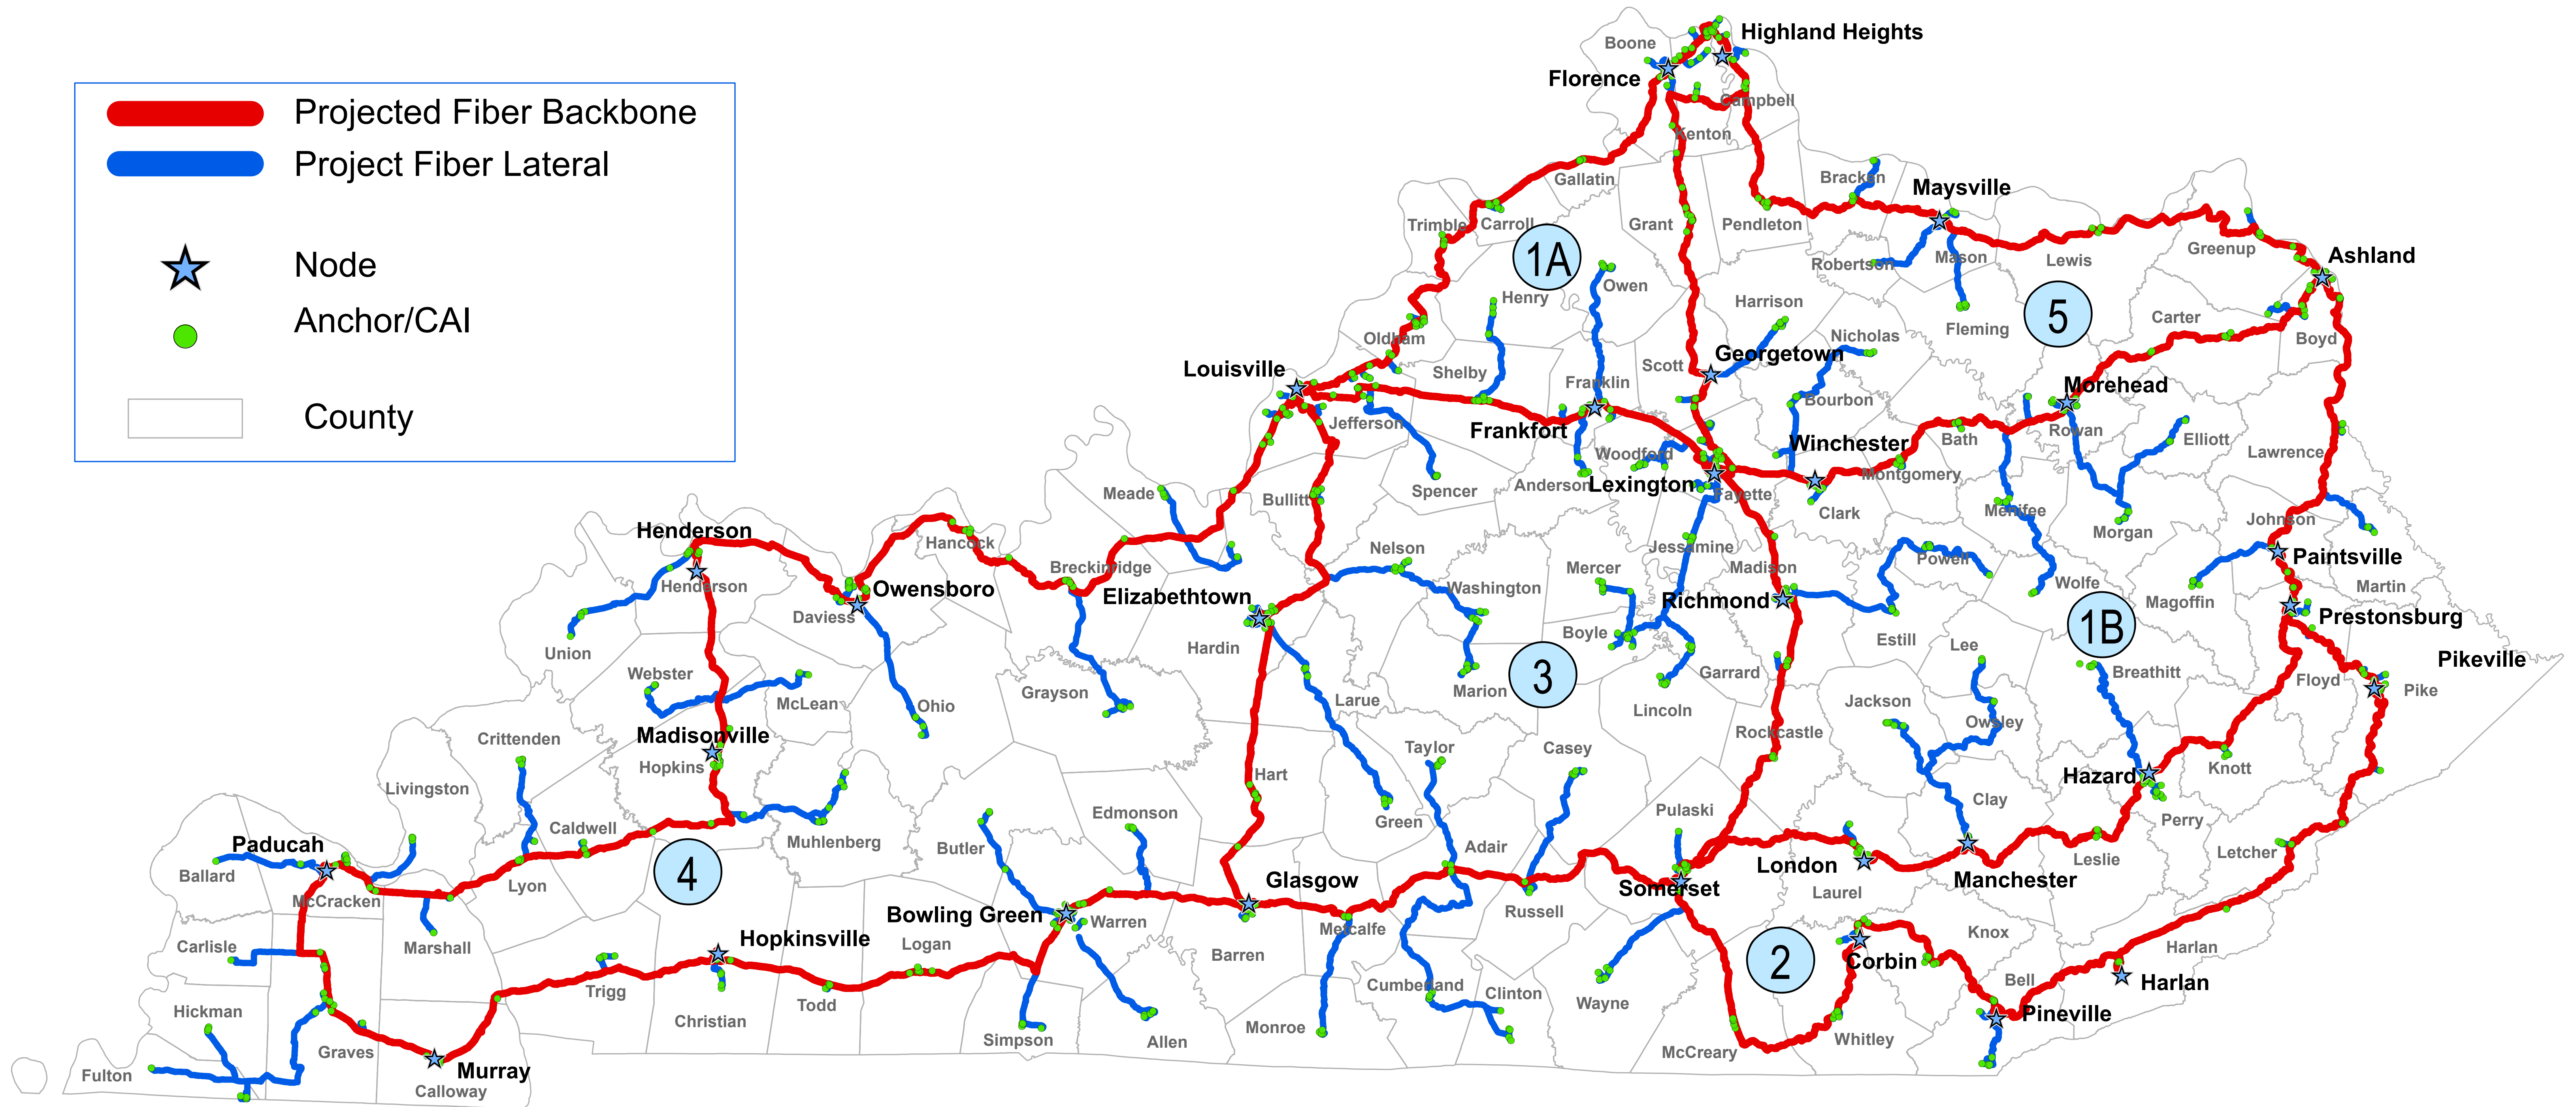 Projected Fiber Backbone
Project Fiber Lateral
Node
Anchor/CAI
County
Highland Heights
Boone
Florence
Campbell
Kenton
Gallatin
Bracken
Maysville
Trimble
Carroll
Grant
Pendleton
1A
Robertson
Mason
Lewis
Greenup
Ashland
Owen
Henry
Harrison
5
Fleming
Carter
Nicholas
Boyd
Oldham
Georgetown
Scott
Louisville
Shelby
Franklin
Morehead
Bourbon
Jefferson
Frankfort
Winchester
Bath
Rowan
Elliott
Woodford
Lawrence
Montgomery
Spencer
Anderson
Lexington
Fayette
Meade
Bullitt
Clark
Menifee
Johnson
Morgan
Henderson
Hancock
Nelson
Jessamine
Powell
Paintsville
Breckinridge
Mercer
Madison
Henderson
Owensboro
Washington
Wolfe
Martin
Elizabethtown
Richmond
Magoffin
Daviess
1B
Prestonsburg
Boyle
Estill
Lee
Hardin
Union
Pikeville
Webster
Breathitt
Garrard
Floyd
3
Marion
Grayson
Pike
McLean
Ohio
Larue
Jackson
Lincoln
Owsley
Madisonville
Crittenden
Taylor
Casey
Rockcastle
Hopkins
Hart
Hazard
Knott
Livingston
Clay
Edmonson
Pulaski
Green
Perry
Caldwell
Muhlenberg
Paducah
Butler
Adair
Letcher
Leslie
London
4
Ballard
Lyon
Glasgow
Manchester
Somerset
Laurel
McCracken
Bowling Green
Russell
Warren
Metcalfe
Knox
Hopkinsville
Logan
Carlisle
Marshall
Harlan
Barren
2
Corbin
Bell
Harlan
Cumberland
Trigg
Clinton
Wayne
Todd
Hickman
Pineville
Christian
Monroe
Simpson
Allen
Whitley
Graves
McCreary
Murray
Fulton
Calloway